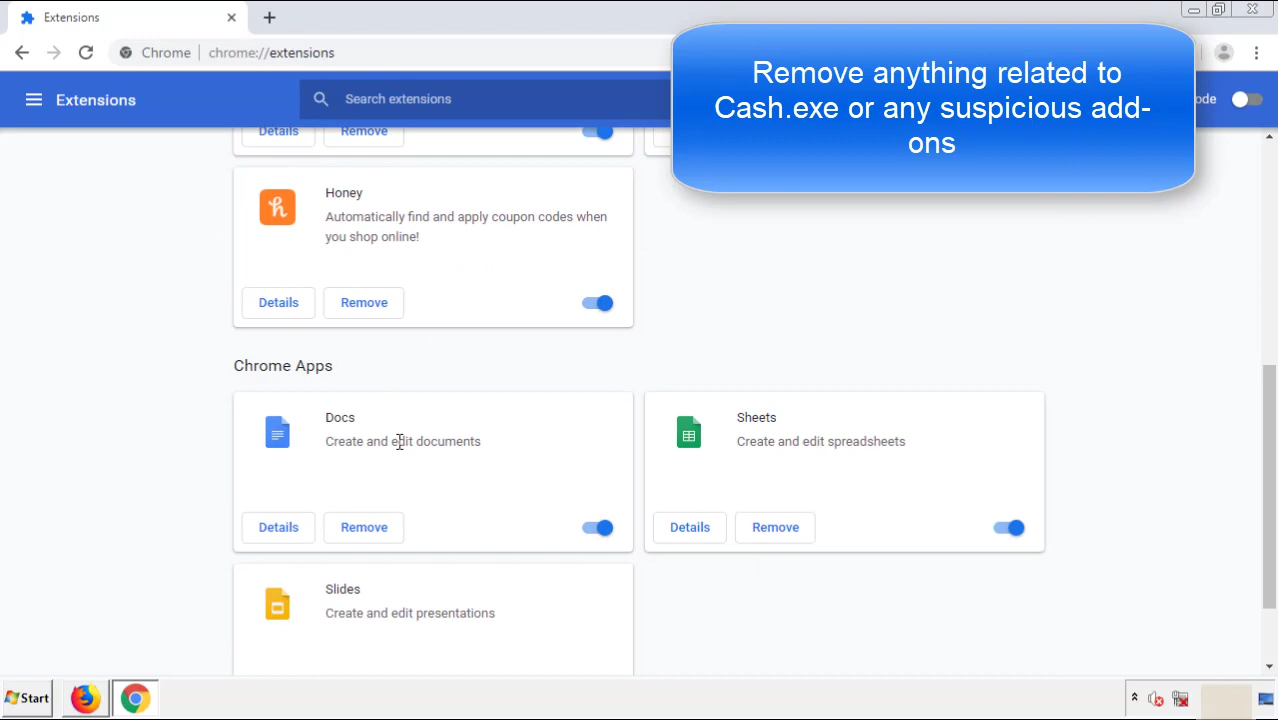 Extensions
Chrome
chrome://extensions
Remove anything related to
Cash.exe or any suspicious add-
ons
Extensions
Search extensions
ode
Details
Remove
Honey
Automatically find and apply coupon codes when
you shop online!
Details
Remove
Chrome Apps
Docs
Create and edit documents
Details
Remove
Sheets
Create and edit spreadsheets
Details
Remove
Slides
Create and edit presentations
Start